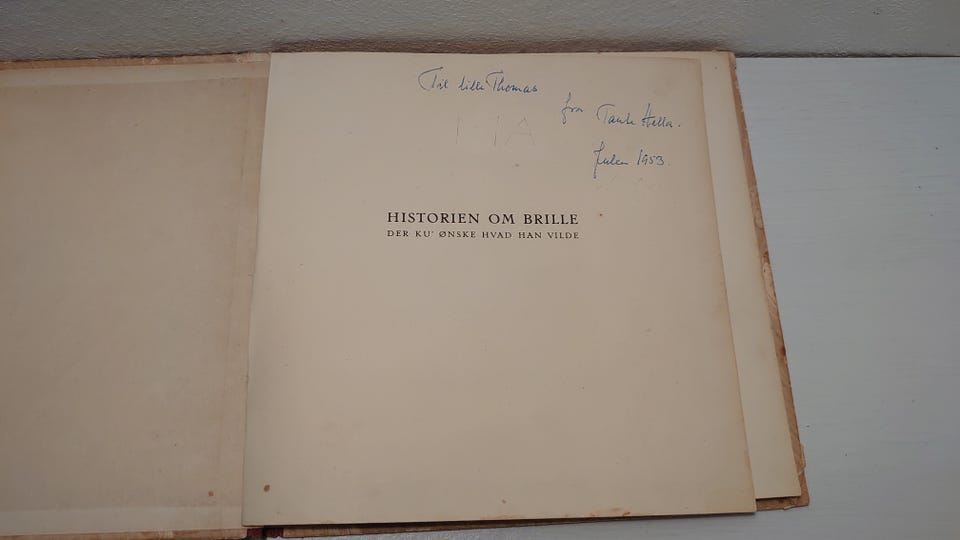 Til lille Thomas
fra Tante Hella.
Julen 1953.
HISTORIEN OM BRILLE
DER KU' ØNSKE HVAD HAN VILDE